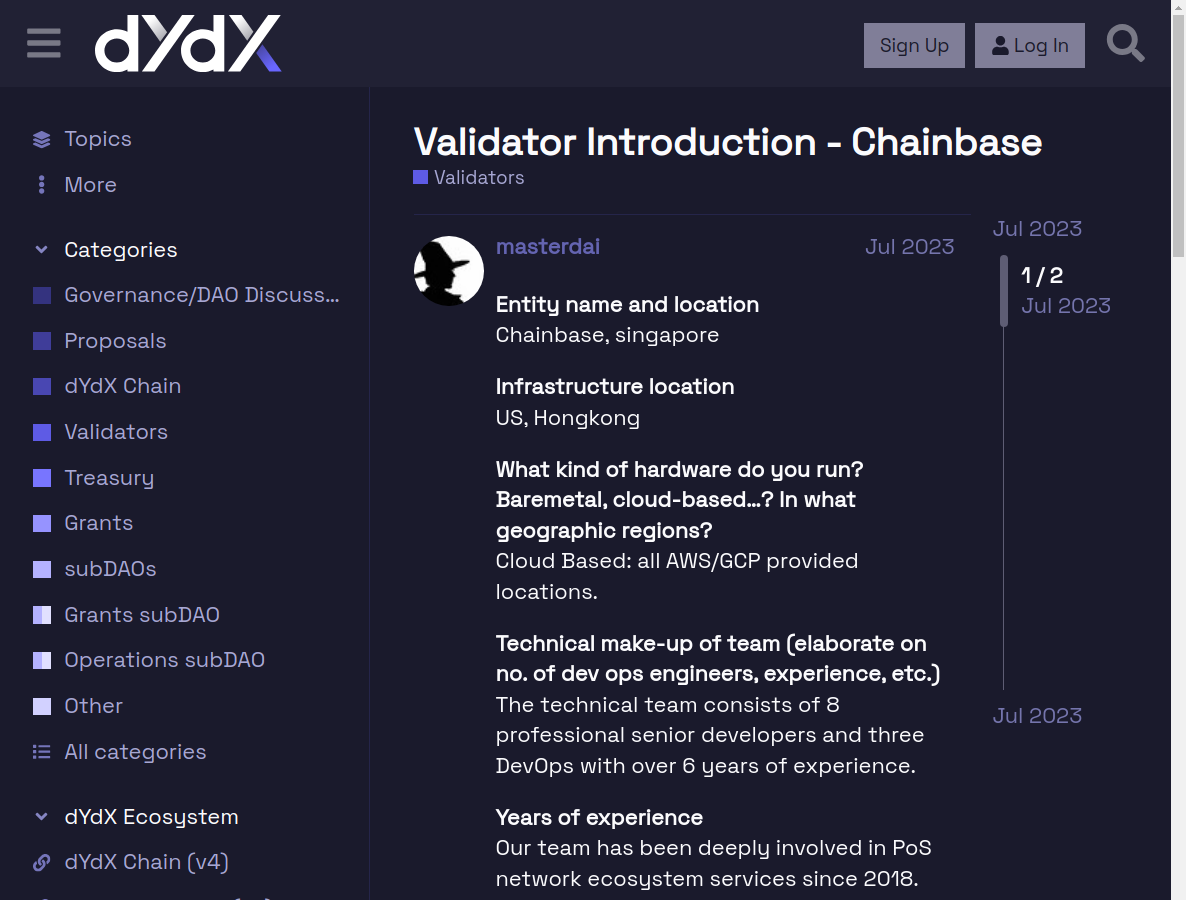 dYdX
Sign Up
Log In
Topics
More
Categories
Governance/DAO Discuss...
Proposals
dYdX Chain
Validators
Treasury
Grants
subDAOs
Grants subDAO
Operations subDAO
Other
All categories
dYdX Ecosystem
dYdX Chain (v4)
Validator Introduction - Chainbase
Validators
masterdai
Jul 2023
Entity name and location
Chainbase, singapore
Infrastructure location
US, Hongkong
What kind of hardware do you run?
Baremetal, cloud-based…? In what
geographic regions?
Cloud Based: all AWS/GCP provided
locations.
Technical make-up of team (elaborate on
no. of dev ops engineers, experience, etc.)
The technical team consists of 8
professional senior developers and three
DevOps with over 6 years of experience.
Years of experience
Our team has been deeply involved in PoS
network ecosystem services since 2018.
Jul 2023
1 / 2
Jul 2023
Jul 2023